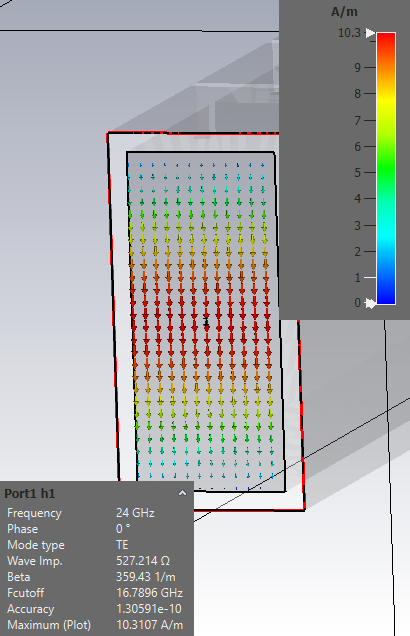 A/m
10.3
9
8
7
6
5
4
3
2
1
0
1
Port1 h1
Frequency 24 GHz
Phase 0 °
Mode type TE
Wave Imp. 527.214 Ω
Beta 359.43 1/m
Fcutoff 16.7896 GHz
Accuracy 1.30591e-10
Maximum (Plot) 10.3107 A/m